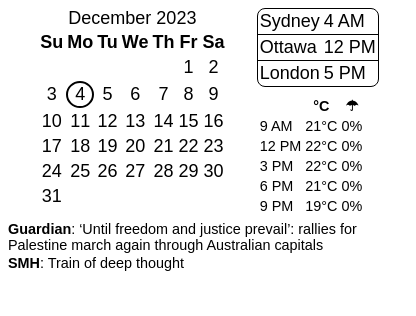 December 2023
Su Mo Tu We Th Fr Sa
1 2
3 4 5 6 7 8 9
10 11 12 13 14 15 16
17 18 19 20 21 22 23
24 25 26 27 28 29 30
31
Sydney 4 AM
Ottawa 12 PM
London 5 PM
°C ☂
9 AM 21°C 0%
12 PM 22°C 0%
3 PM 22°C 0%
6 PM 21°C 0%
9 PM 19°C 0%
Guardian: ‘Until freedom and justice prevail’: rallies for
Palestine march again through Australian capitals
SMH: Train of deep thought